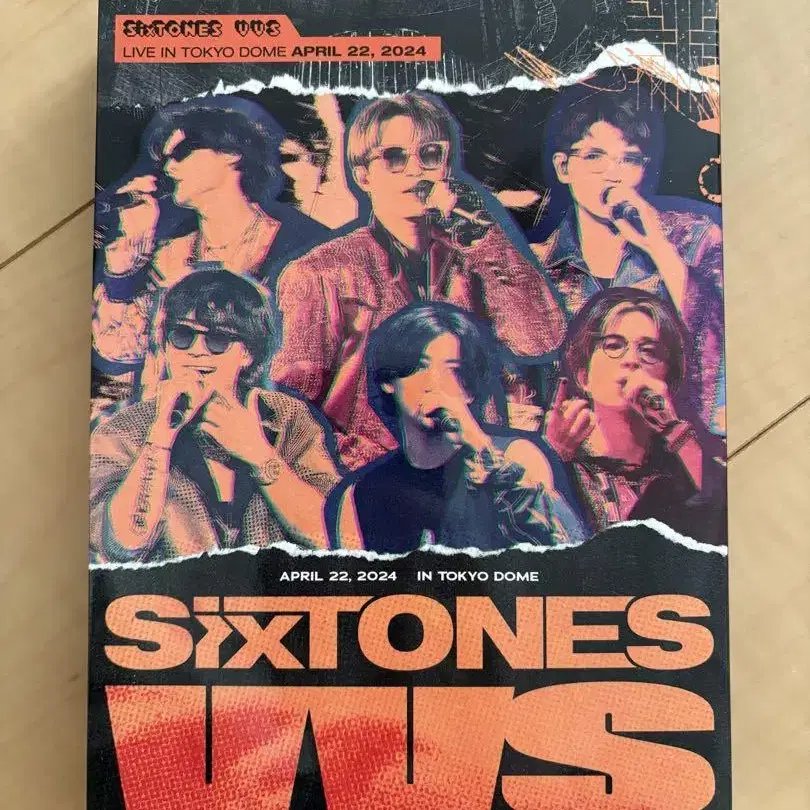 SixTONES VVS
LIVE IN TOKYO DOME APRIL 22, 2024
APRIL 22, 2024 IN TOKYO DOME
SixTONES
VVS